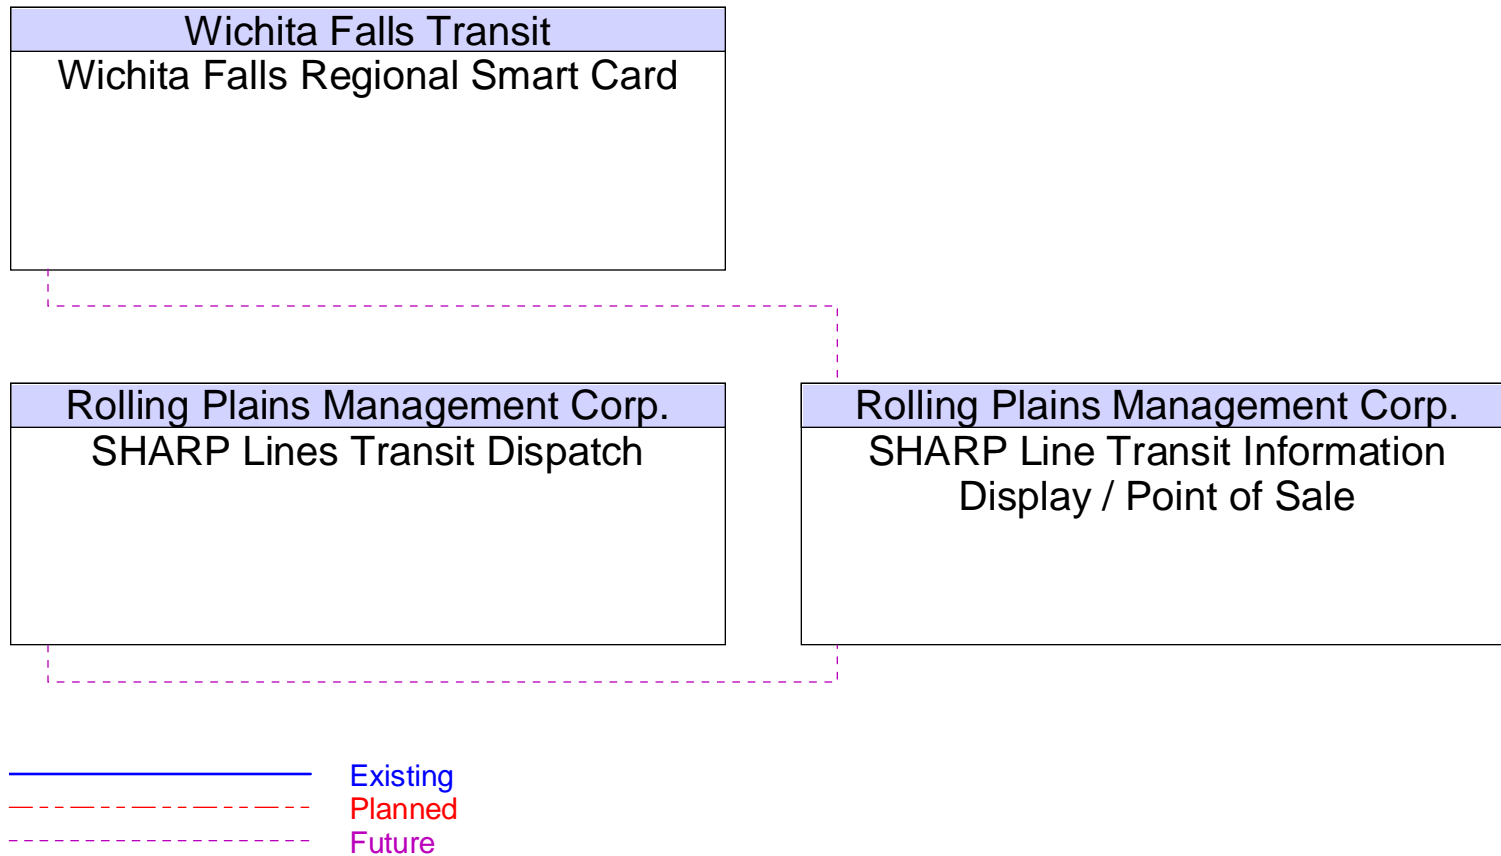 Wichita Falls Transit
Wichita Falls Regional Smart Card
Rolling Plains Management Corp.
SHARP Lines Transit Dispatch
Rolling Plains Management Corp.
SHARP Line Transit Information
Display / Point of Sale
Existing
Planned
Future